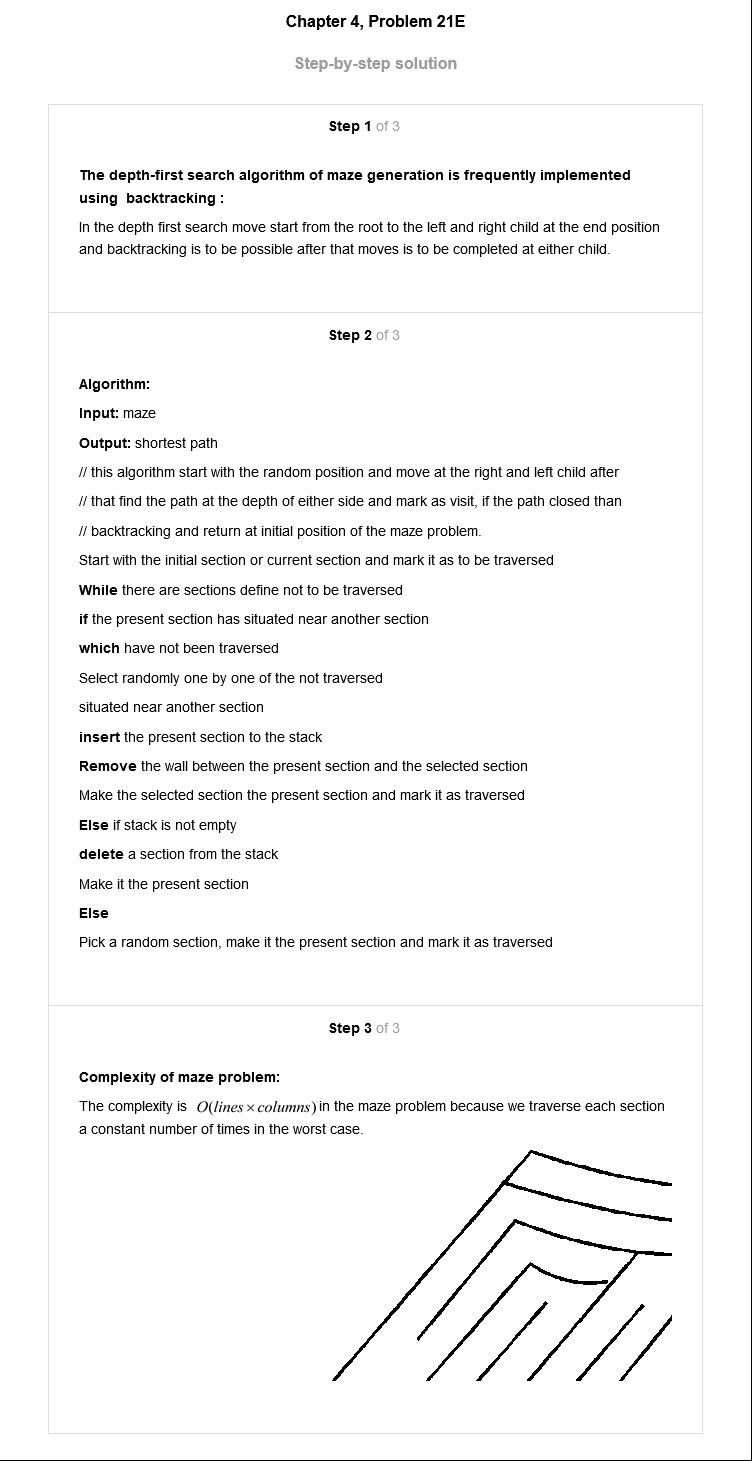 Chapter 4, Problem 21E
Step-by-step solution
Step 1 of 3
The depth-first search algorithm of maze generation is frequently implemented
using backtracking :
In the depth first search move start from the root to the left and right child at the end position
and backtracking is to be possible after that moves is to be completed at either child.
Step 2 of 3
Algorithm:
Input: maze
Output: shortest path
// this algorithm start with the random position and move at the right and left child after
// that find the path at the depth of either side and mark as visit, if the path closed than
// backtracking and return at initial position of the maze problem.
Start with the initial section or current section and mark it as to be traversed
While there are sections define not to be traversed
if the present section has situated near another section
which have not been traversed
Select randomly one by one of the not traversed
situated near another section
insert the present section to the stack
Remove the wall between the present section and the selected section
Make the selected section the present section and mark it as traversed
Else if stack is not empty
delete a section from the stack
Make it the present section
Else
Pick a random section, make it the present section and mark it as traversed
Step 3 of 3
Complexity of maze problem:
The complexity is O(lines×columns) in the maze problem because we traverse each section
a constant number of times in the worst case.